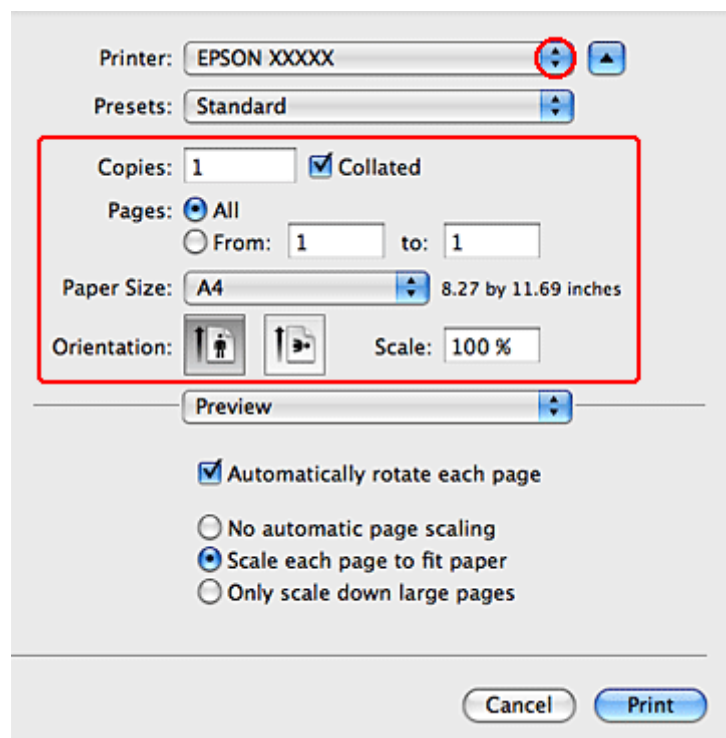 Printer: EPSON XXXXX
Presets: Standard
Copies: 1 Collated
Pages: All
From: 1 to: 1
Paper Size: A4 8.27 by 11.69 inches
Orientation: Scale: 100 %
Preview
Automatically rotate each page
No automatic page scaling
Scale each page to fit paper
Only scale down large pages
Cancel Print